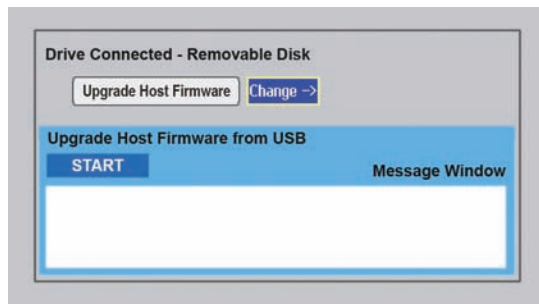 Drive Connected - Removable Disk
Upgrade Host Firmware Change ->
Upgrade Host Firmware from USB
START
Message Window